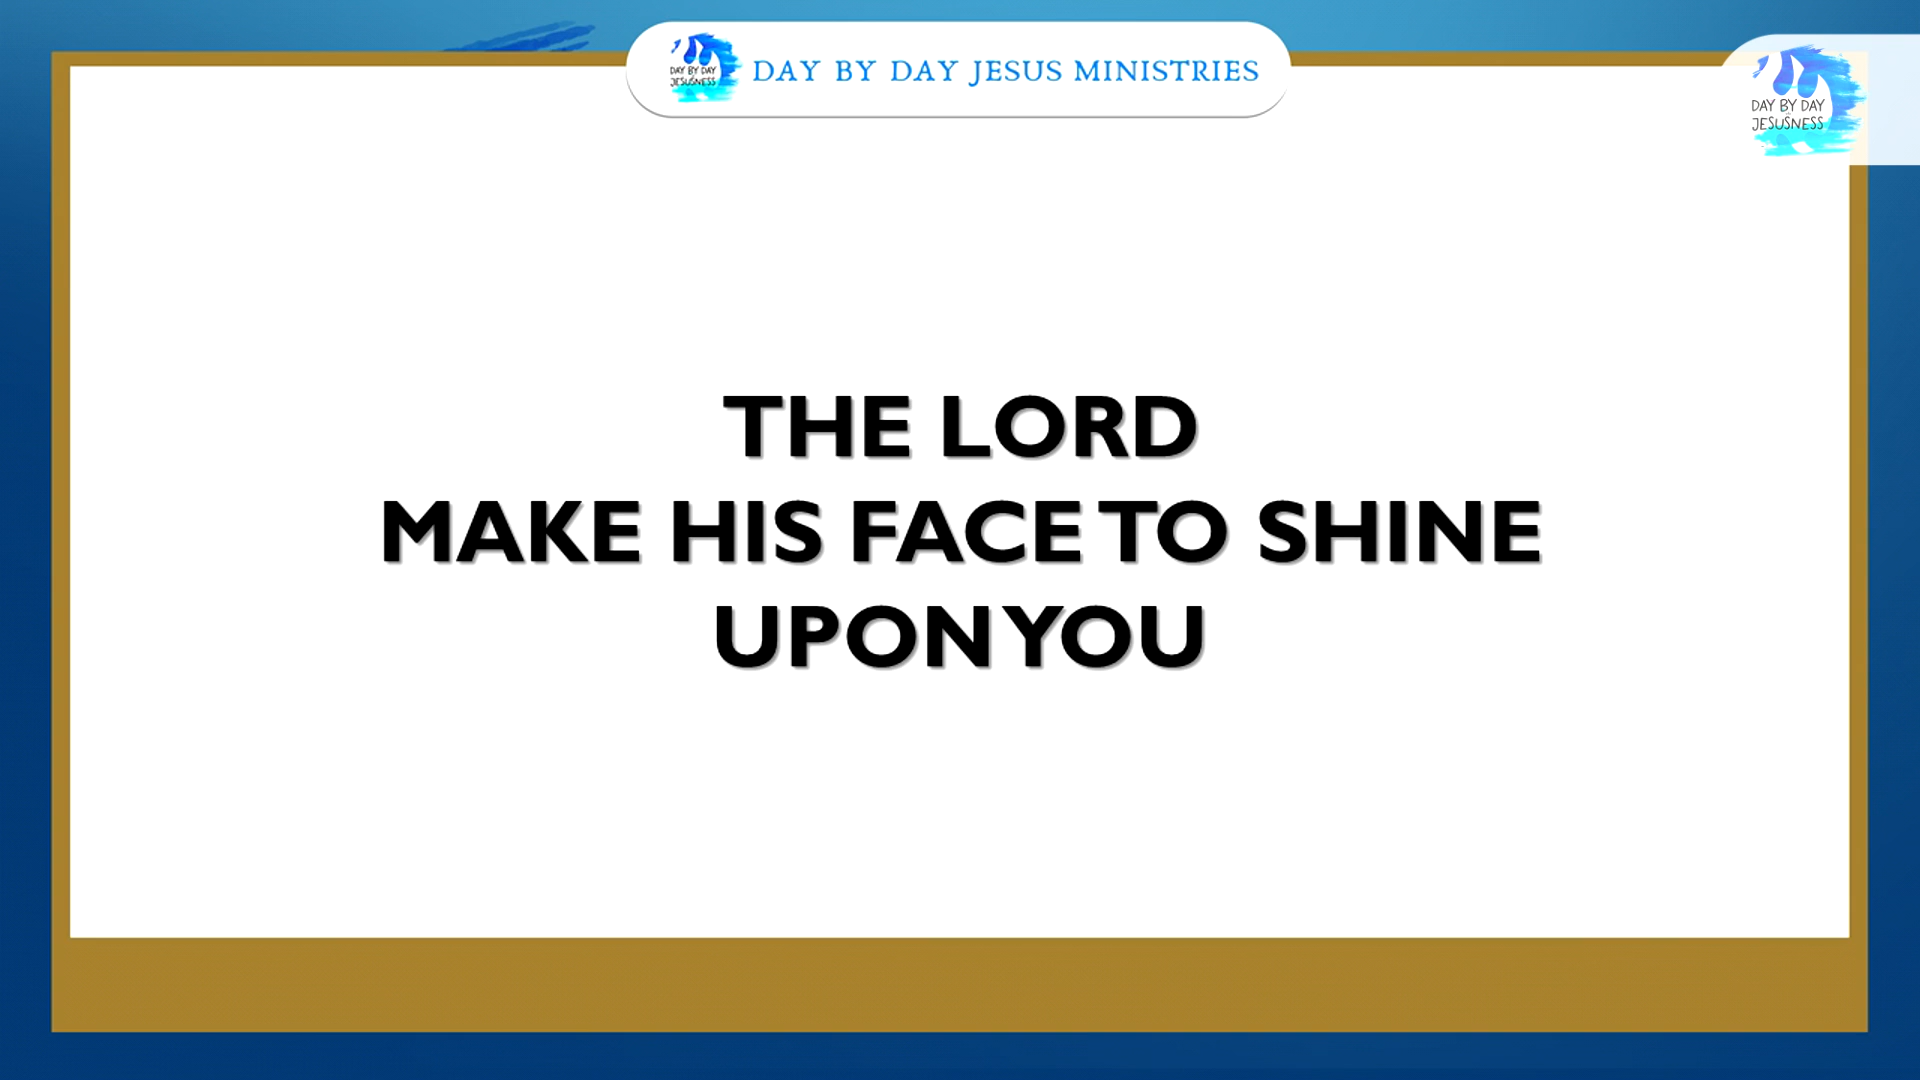 DAY BY DAY
JESUSNESS
DAY BY DAY JESUS MINISTRIES
DAY BY DAY
JESUSNESS
THE LORD
MAKE HIS FACE TO SHINE
UPON YOU